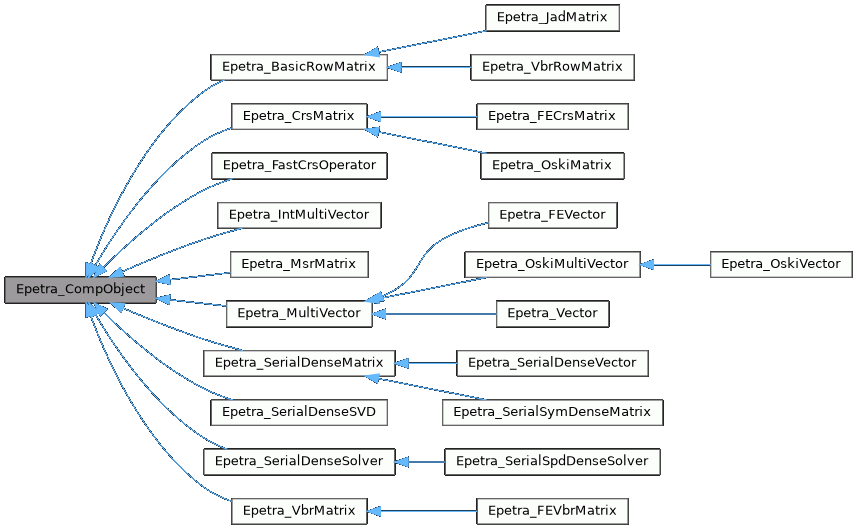 Epetra_JadMatrix
Epetra_BasicRowMatrix
Epetra_VbrRowMatrix
Epetra_CrsMatrix
Epetra_FECrsMatrix
Epetra_FastCrsOperator
Epetra_OskiMatrix
Epetra_IntMultiVector
Epetra_FEVector
Epetra_MsrMatrix
Epetra_OskiMultiVector
Epetra_OskiVector
Epetra_CompObject
Epetra_MultiVector
Epetra_Vector
Epetra_SerialDenseMatrix
Epetra_SerialDenseVector
Epetra_SerialDenseSVD
Epetra_SerialSymDenseMatrix
Epetra_SerialDenseSolver
Epetra_SerialSpdDenseSolver
Epetra_VbrMatrix
Epetra_FEVbrMatrix